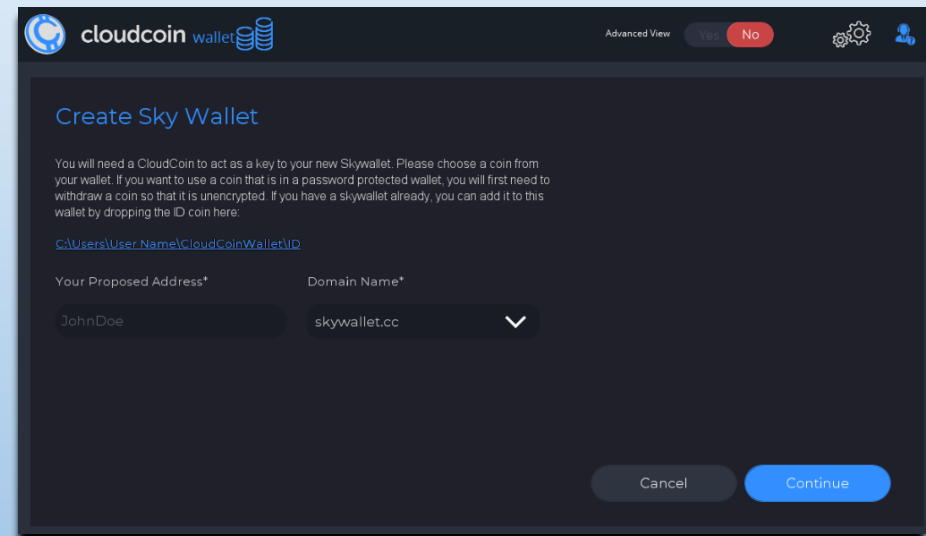 cloudcoin wallet
Advanced View Yes No
Create Sky Wallet
You will need a CloudCoin to act as a key to your new Skywallet. Please choose a coin from
your wallet. If you want to use a coin that is in a password protected wallet, you will first need to
withdraw a coin so that it is unencrypted. If you have a skywallet already, you can add it to this
wallet by dropping the ID coin here:
C:\Users\User Name\CloudCoinWallet\ID
Your Proposed Address* Domain Name*
JohnDoe skywallet.cc
Cancel Continue